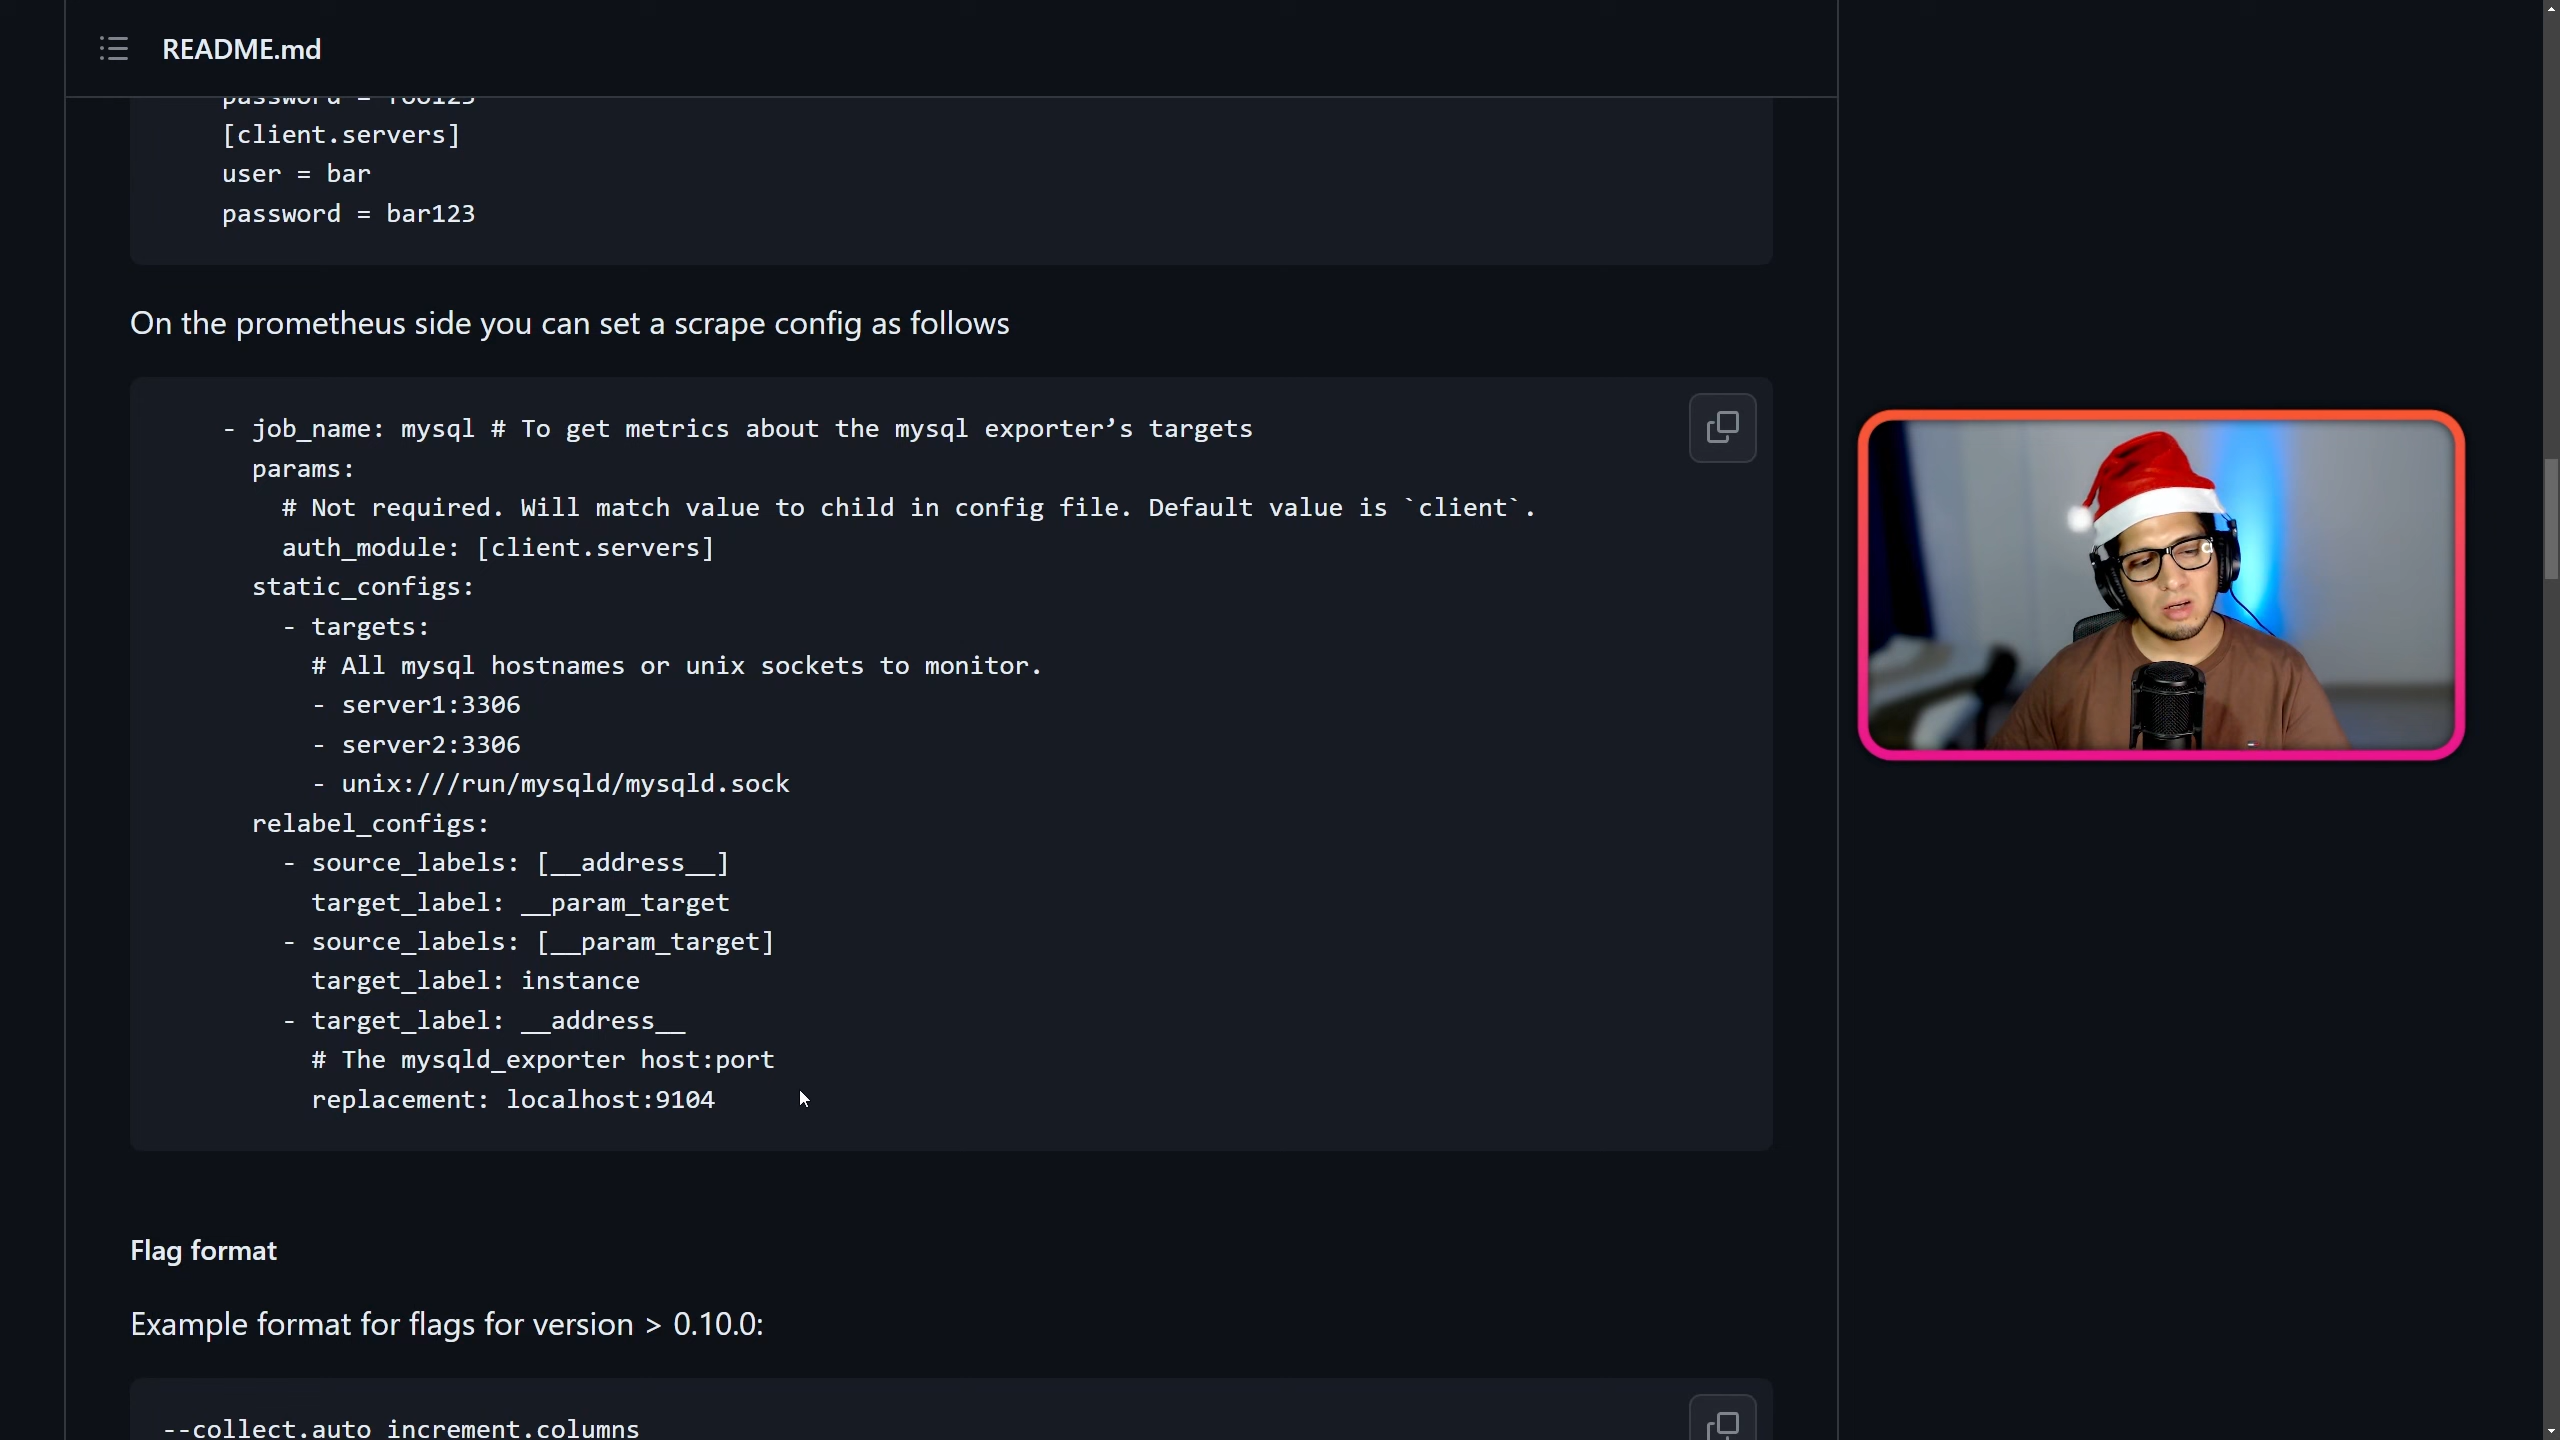 README.md
password = foo123
[client.servers]
user = bar
password = bar123
On the prometheus side you can set a scrape config as follows
- job_name: mysql # To get metrics about the mysql exporter’s targets
params:
# Not required. Will match value to child in config file. Default value is `client`.
auth_module: [client.servers]
static_configs:
- targets:
# All mysql hostnames or unix sockets to monitor.
- server1:3306
- server2:3306
- unix:///run/mysqld/mysqld.sock
relabel_configs:
- source_labels: [__address__]
target_label: __param_target
- source_labels: [__param_target]
target_label: instance
- target_label: __address__
# The mysqld_exporter host:port
replacement: localhost:9104
Flag format
Example format for flags for version > 0.10.0:
--collect.auto_increment.columns